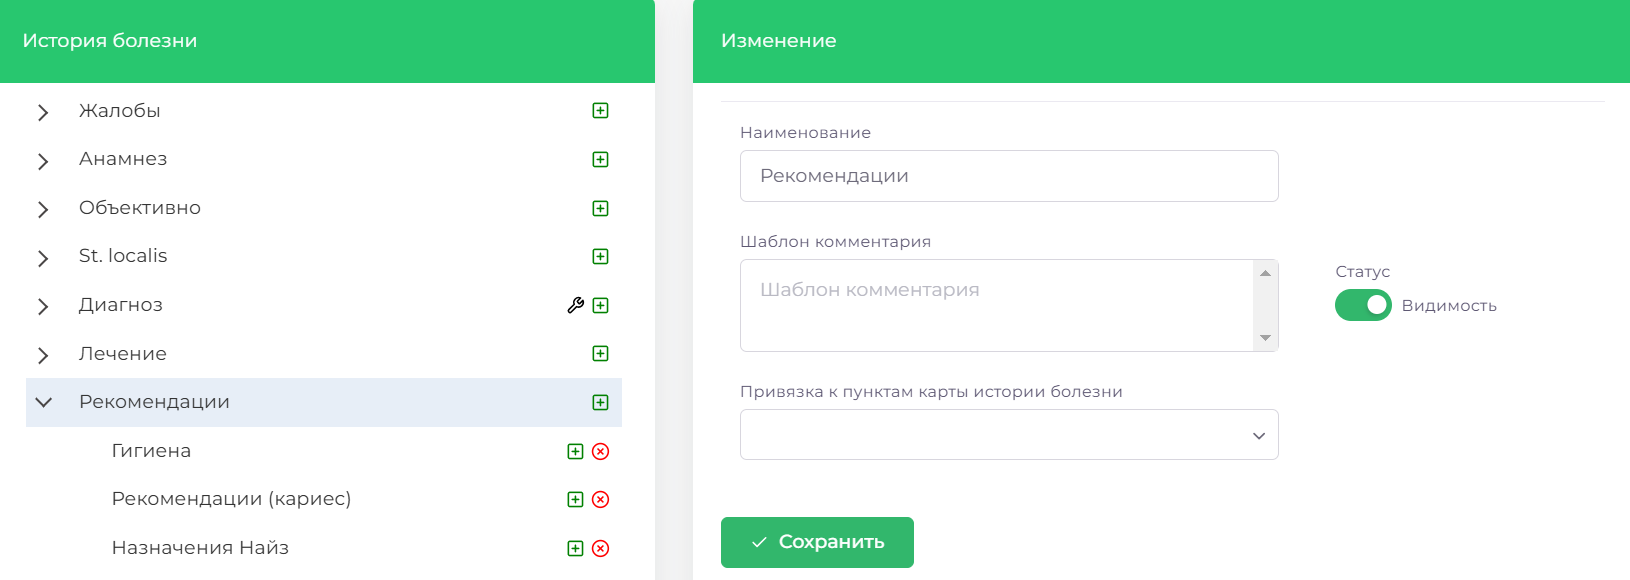 История болезни
Жалобы
Анамнез
Объективно
St. localis
Диагноз
Лечение
Рекомендации
Гигиена
Рекомендации (кариес)
Назначения Найз
Изменение
Наименование
Рекомендации
Шаблон комментария
Шаблон комментария
Статус
Видимость
Привязка к пунктам карты истории болезни
Сохранить